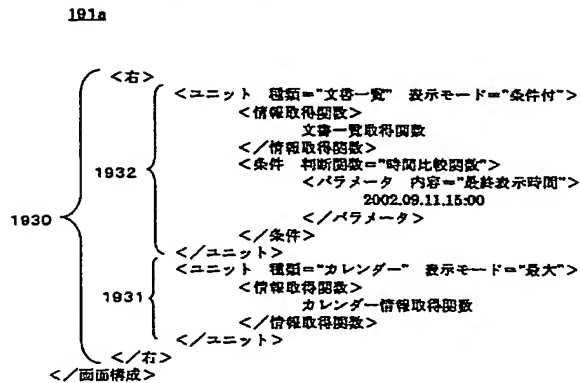 191a
<右>
<ユニット 種類="文書一覧" 表示モード="条件付">
<情報取得関数>
文書一覧取得関数
</情報取得関数>
1932 <条件 判断関数="時間比較関数">
<パラメータ 内容="最終表示時間">
2002.09.11.15:00
</パラメータ>
1930
</条件>
</ユニット>
<ユニット 種類="カレンダー" 表示モード="最大">
<情報取得関数>
1931 カレンダー情報取得関数
</情報取得関数>
</ユニット>
</右>
</画面構成>